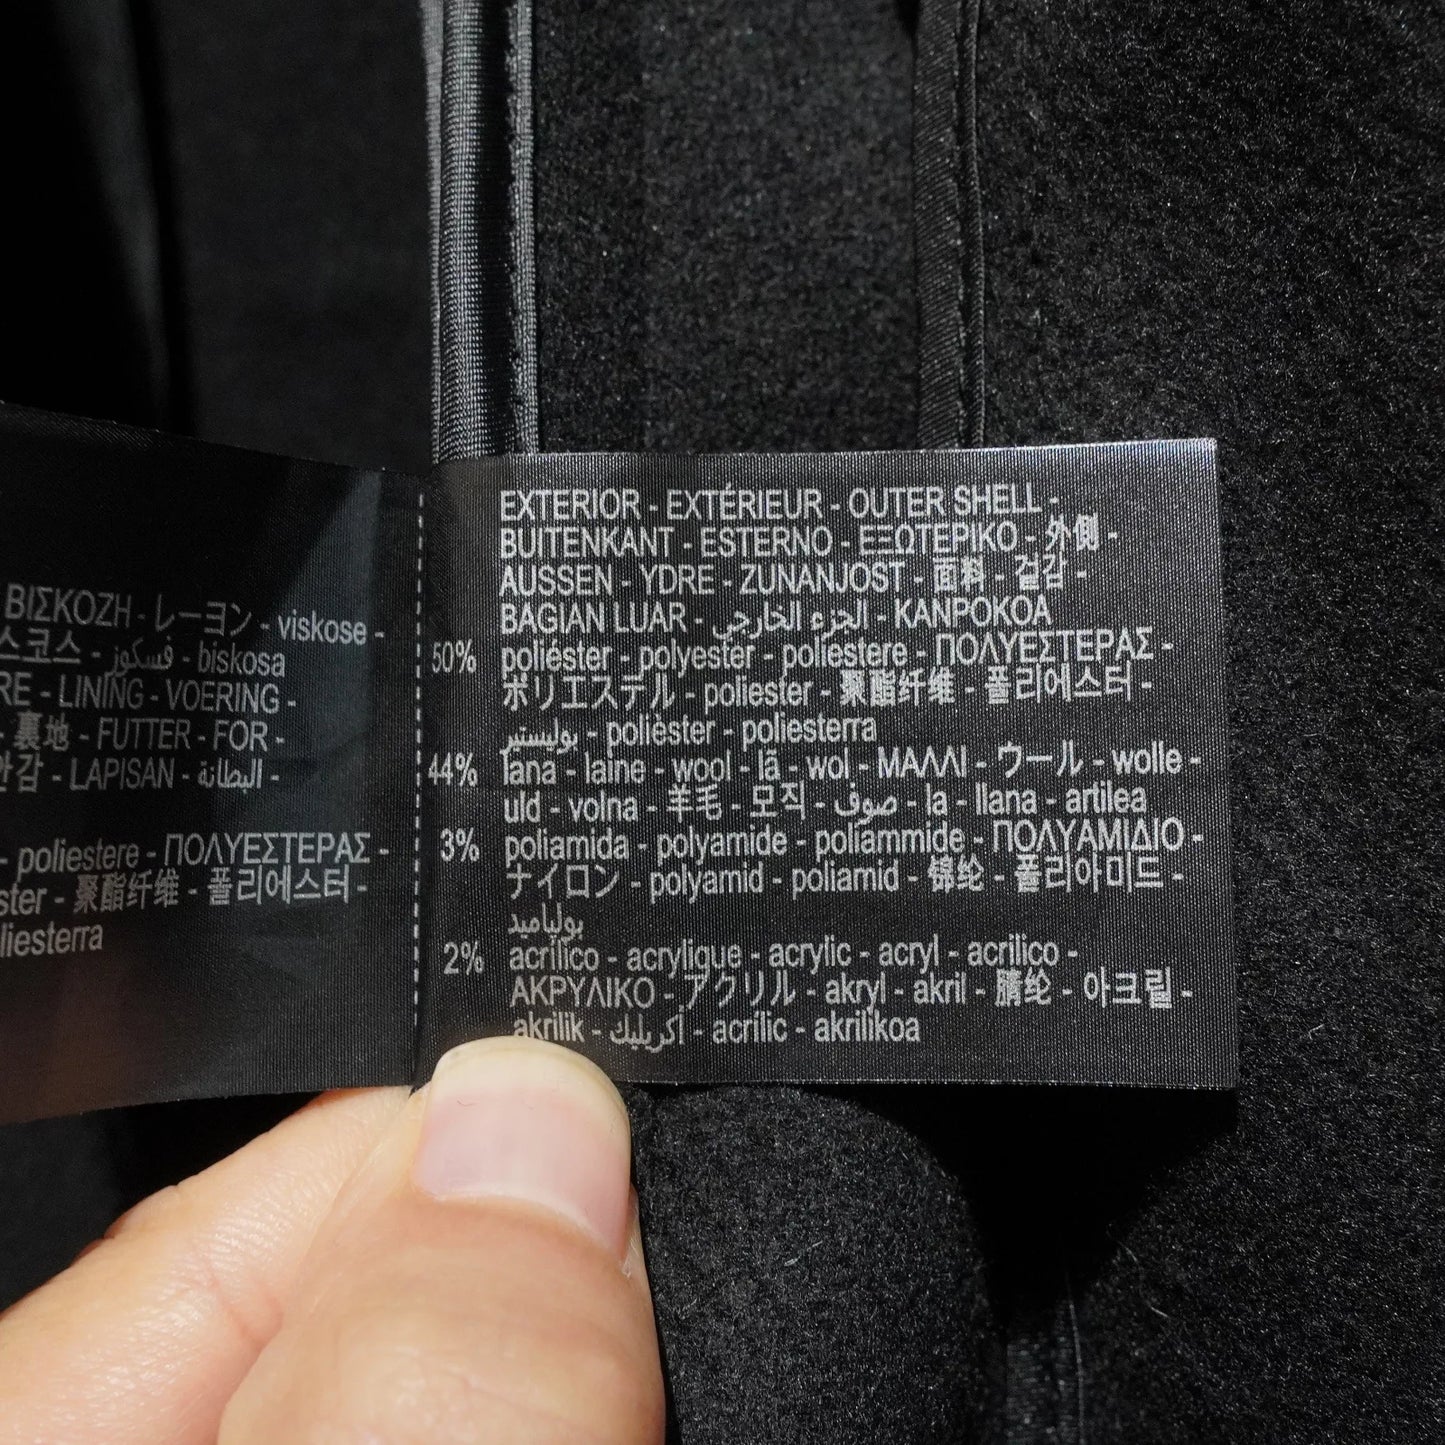 ΒΙΣΚΟΖΗ - レーヨン - viskose -
스코스 - فسكوز - biskosa
RE - LINING - VOERING -
- 裏地 - FUTTER - FOR -
안감 - LAPISAN - البطانة -
- poliestere - ΠΟΛΥΕΣΤΕΡΑΣ -
ster - 聚酯纤维 - 폴리에스터 -
liesterra
EXTERIOR - EXTÉRIEUR - OUTER SHELL -
BUITENKANT - ESTERNO - ΕΞΩΤΕΡΙΚΟ - 外側 -
AUSSEN - YDRE - ZUNANJOST - 面料 - 겉감 -
BAGIAN LUAR - الجزء الخارجي - KANPOKOA
50% poliéster - polyester - poliestere - ΠΟΛΥΕΣΤΕΡΑΣ -
ポリエステル - poliester - 聚酯纤维 - 폴리에스터 -
بوليستير - polièster - poliesterra
44% lana - laine - wool - lã - wol - ΜΑΛΛΙ - ウール - wolle -
uld - volna - 羊毛 - 모직 - صوف - la - llana - artilea
3% poliamida - polyamide - poliammide - ΠΟΛΥΑΜΙΔΙΟ -
ナイロン - polyamid - poliamid - 锦纶 - 폴리아미드 -
بولياميد
2% acrílico - acrylique - acrylic - acryl - acrilico -
ΑΚΡΥΛΙΚΟ - アクリル - akryl - akril - 腈纶 - 아크릴 -
akrilik - أكريليك - acrílic - akrilikoa